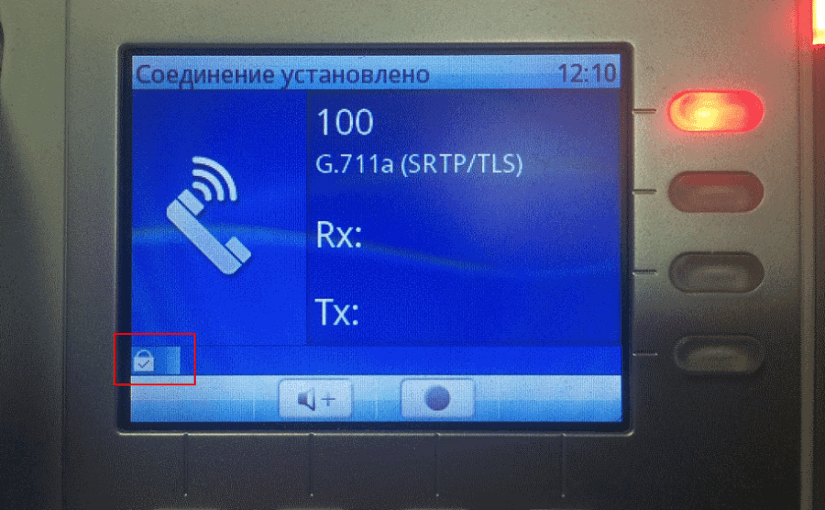 Соединение установлено 12:10
100
G.711a (SRTP/TLS)
Rx:
Tx:
+